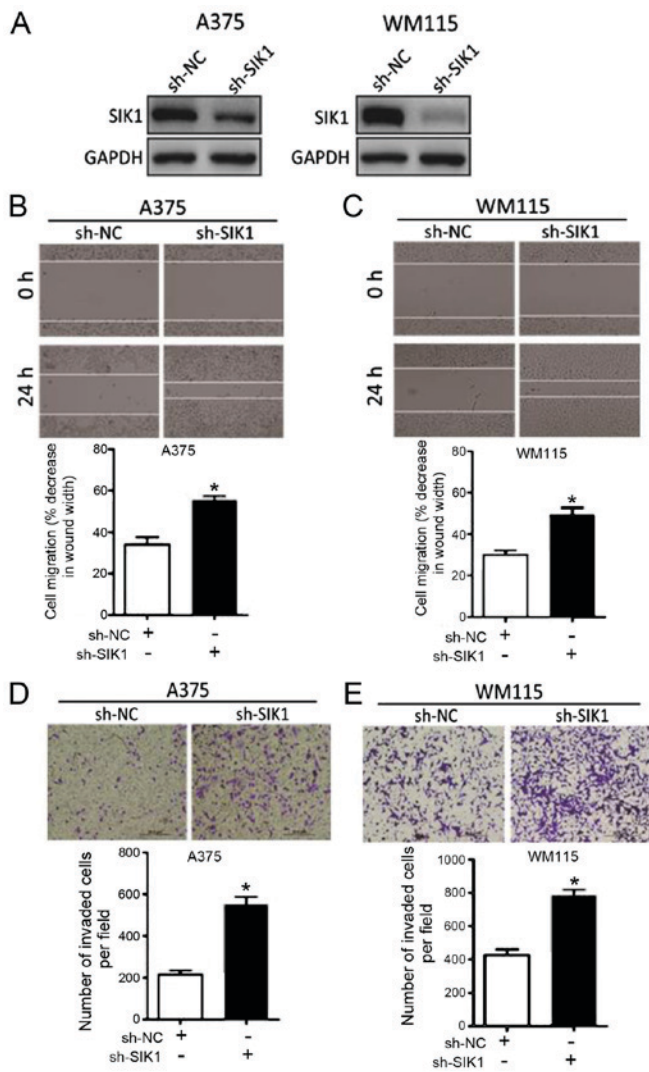 A
A375
WM115
sh-NC
sh-SIK1
sh-NC
sh-SIK1
SIK1
SIK1
GAPDH
GAPDH
B
A375
sh-NC
sh-SIK1
0 h
24 h
A375
Cell migration (% decrease
in wound width)
80
60
40
20
0
sh-NC + -
sh-SIK1 - +
*
C
WM115
sh-NC
sh-SIK1
0 h
24 h
WM115
Cell migration (% decrease
in wound width)
80
60
40
20
0
sh-NC + -
sh-SIK1 - +
*
D
A375
sh-NC
sh-SIK1
A375
Number of invaded cells
per field
800
600
400
200
0
sh-NC + -
sh-SIK1 - +
*
E
WM115
sh-NC
sh-SIK1
WM115
Number of invaded cells
per field
1000
800
600
400
200
0
sh-NC + -
sh-SIK1 - +
*